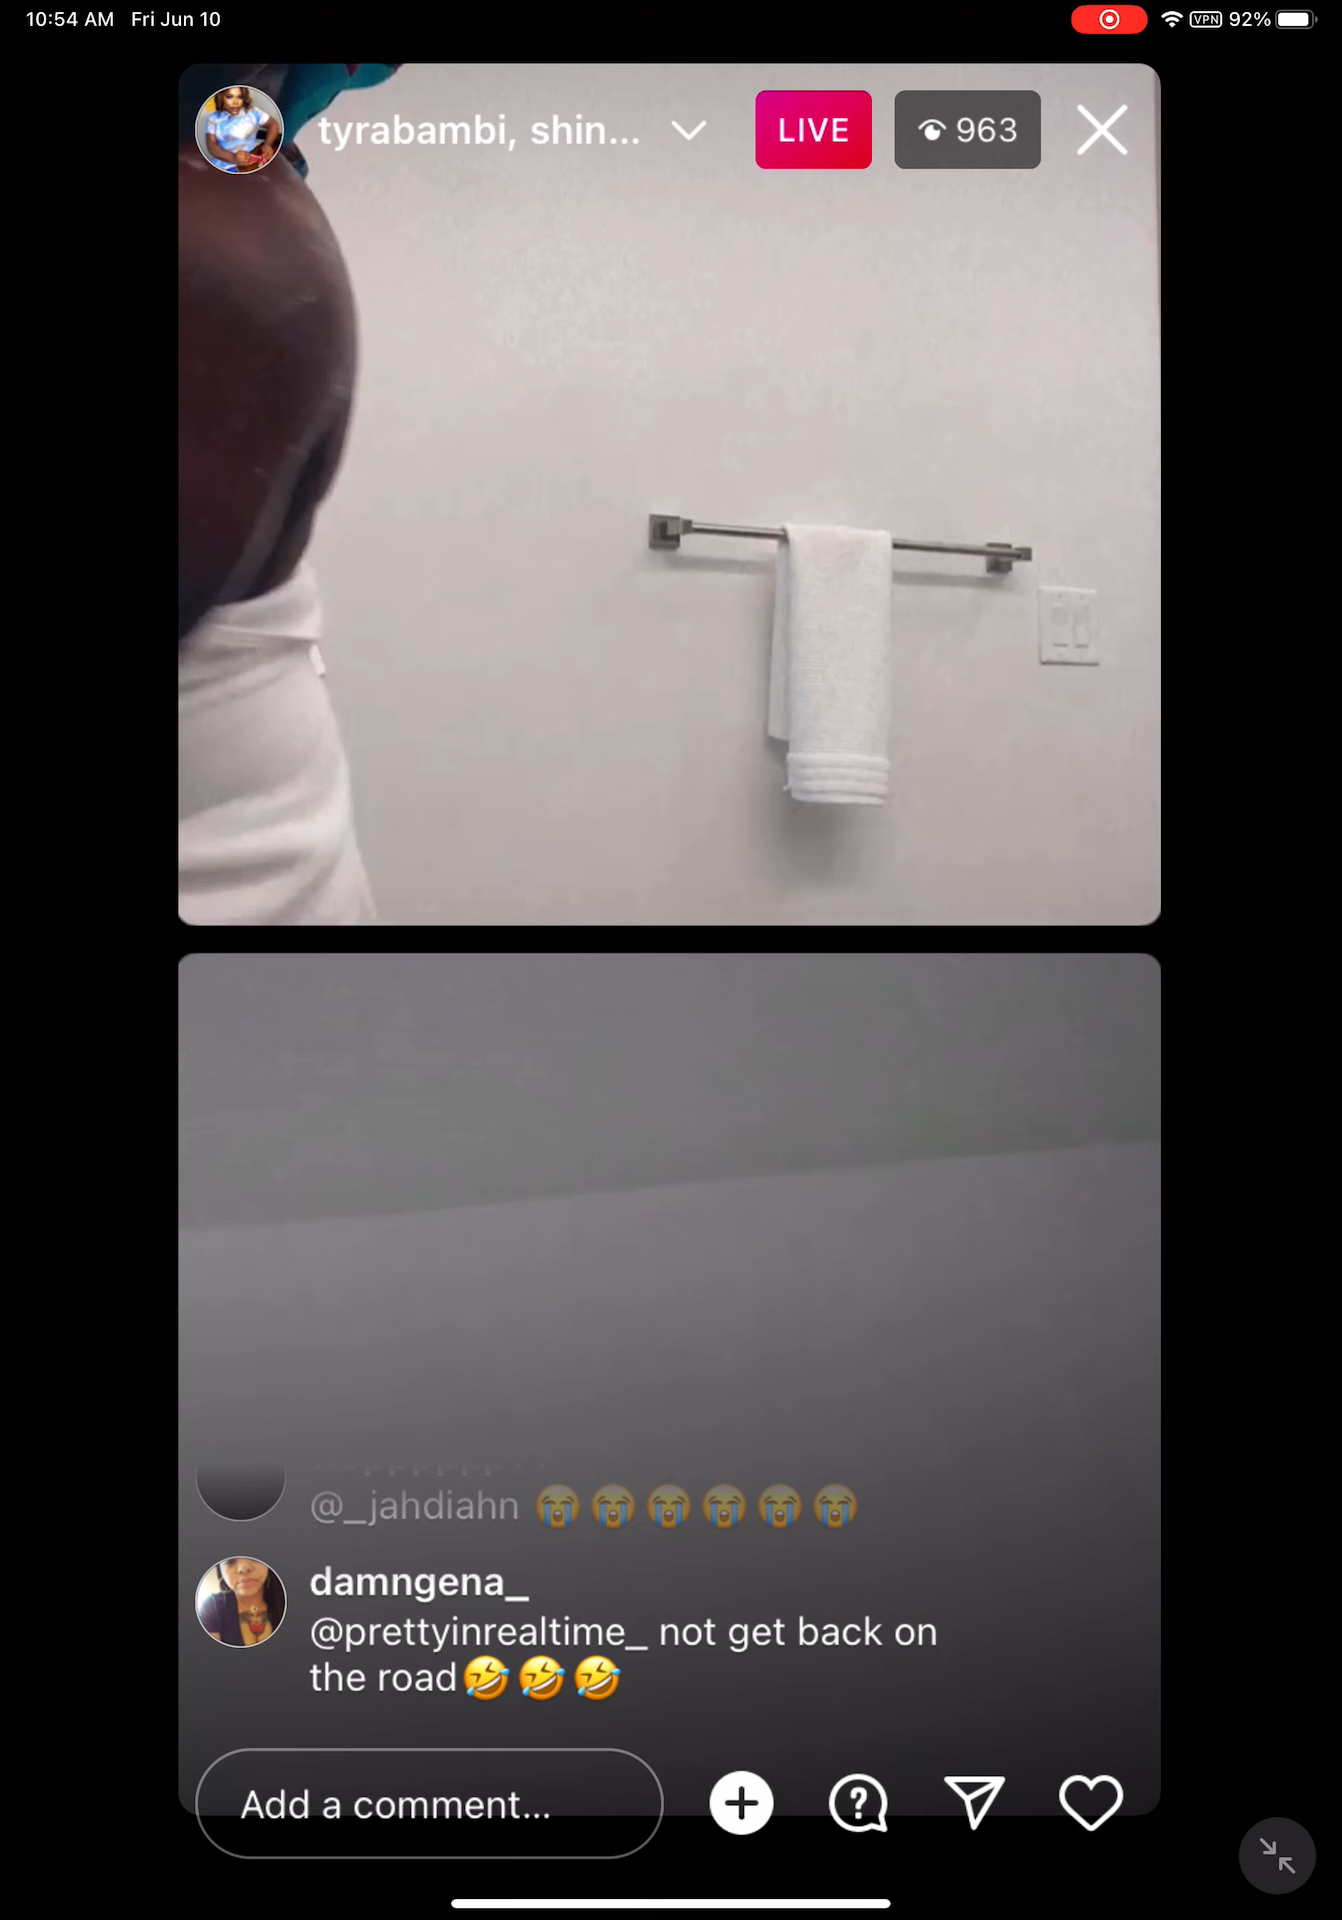 10:54 AM Fri Jun 10
VPN 92%
tyrabambi, shin...
LIVE
963
@_jahdiahn 😭😭😭😭😭😭
damngena_
@prettyinrealtime_ not get back on
the road🤣🤣🤣
Add a comment...